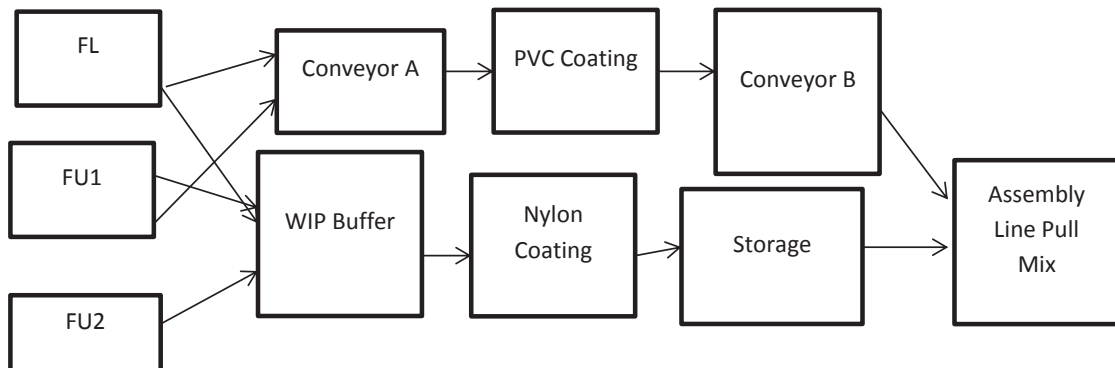 FL
Conveyor A
PVC Coating
Conveyor B
FU1
WIP Buffer
Nylon
Coating
Storage
Assembly
Line Pull
Mix
FU2